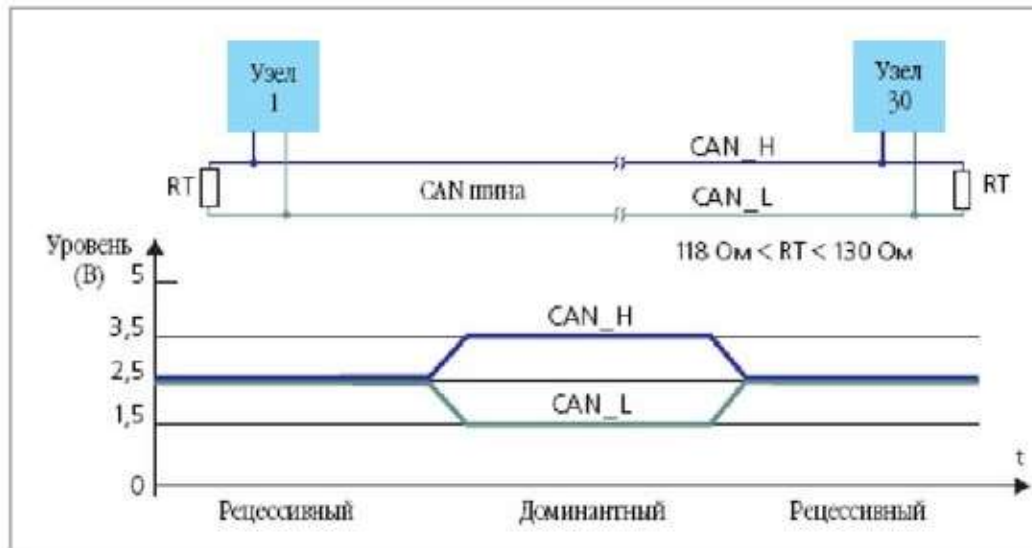 Узел
1
Узел
30
CAN_H
RT
CAN шина
CAN_L
RT
118 Ом < RT < 130 Ом
Уровень
(В)
5
CAN_H
3,5
2,5
CAN_L
1,5
0
t
Рецессивный
Доминантный
Рецессивный